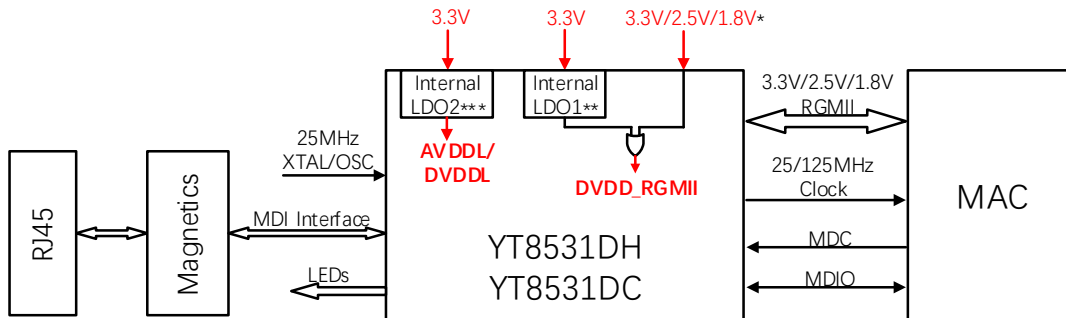 3.3V
3.3V
3.3V/2.5V/1.8V*
Internal
LDO2***
Internal
LDO1**
3.3V/2.5V/1.8V
RGMII
25MHz
XTAL/OSC
AVDDL/
DVDDL
DVDD_RGMII
25/125MHz
Clock
RJ45
Magnetics
MDI Interface
YT8531DH
YT8531DC
MAC
MDC
LEDs
MDIO